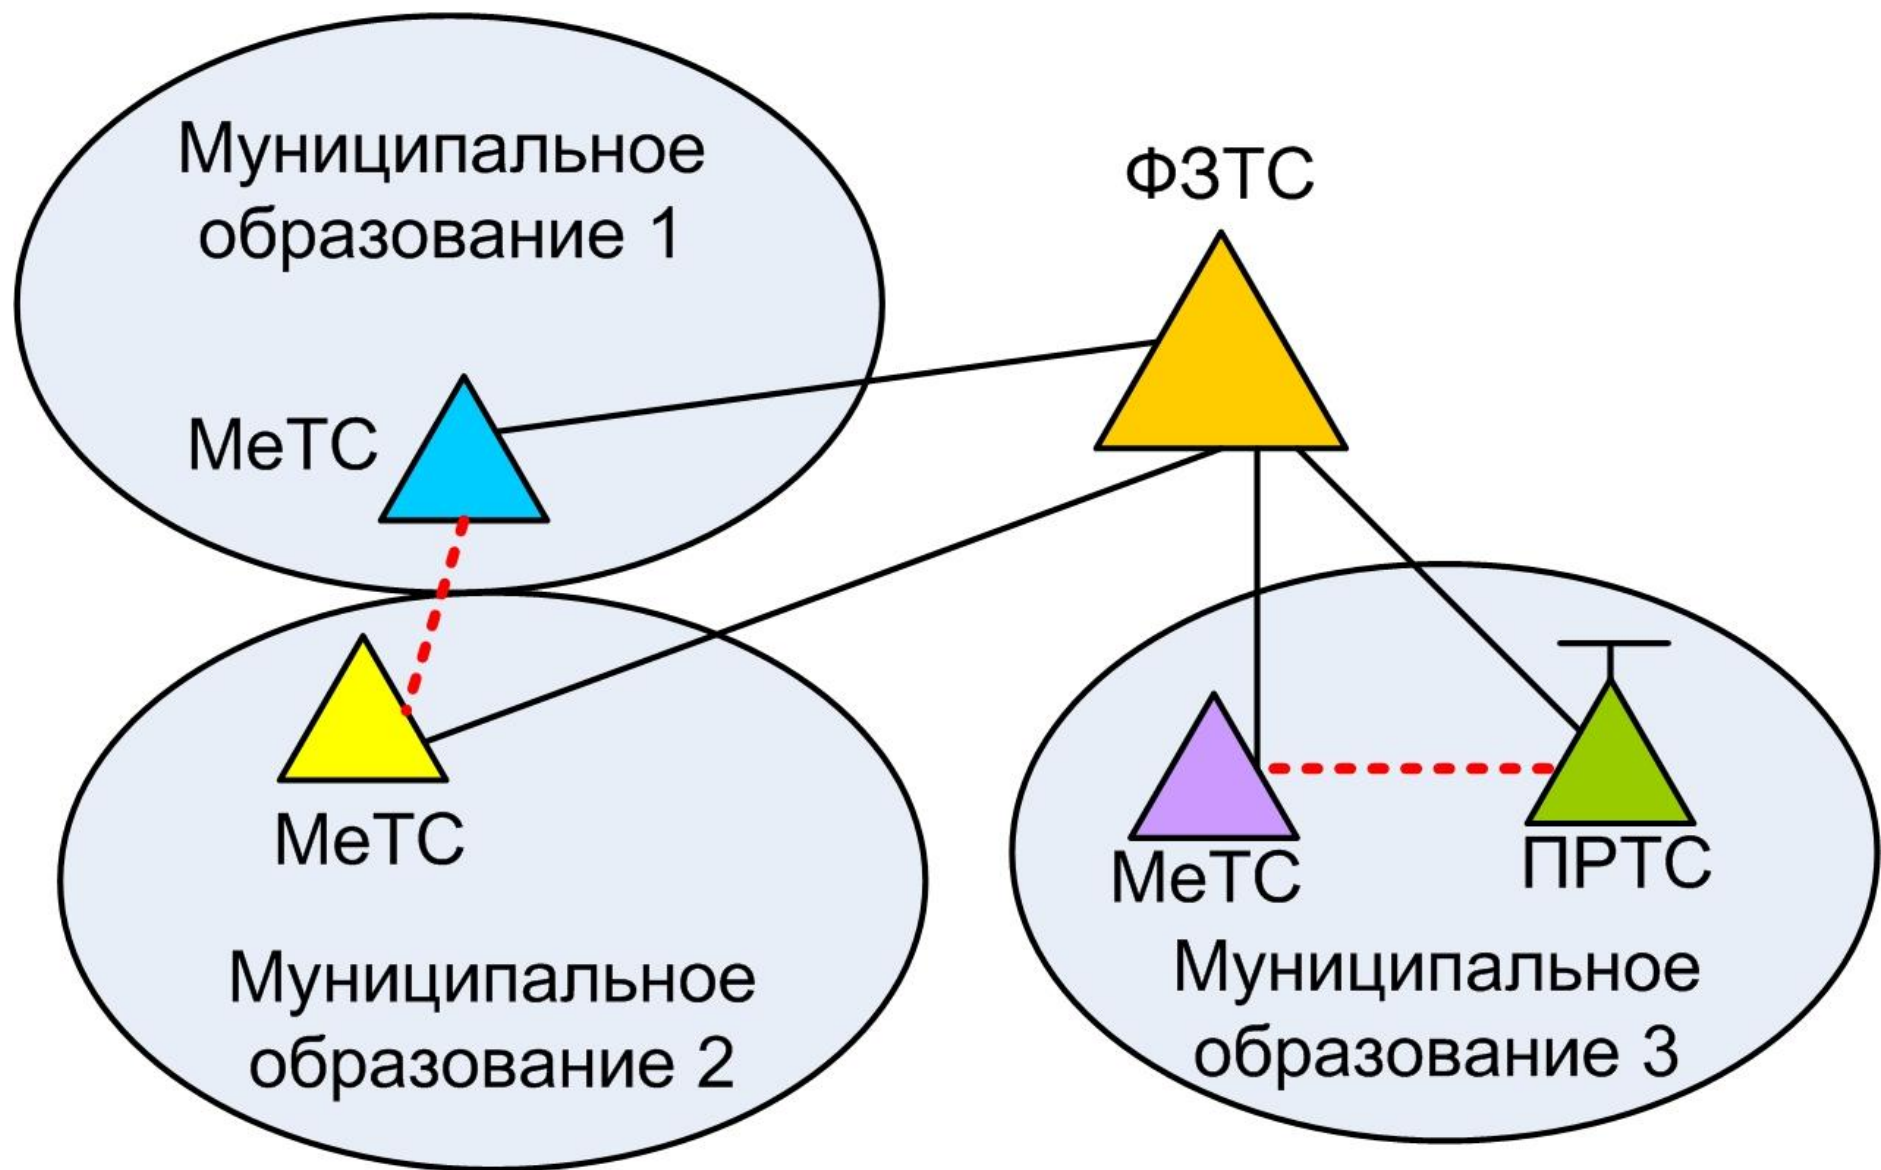 Муниципальное
образование 1
ФЗТС
МеТС
МеТС
МеТС
ПРТС
Муниципальное
образование 2
Муниципальное
образование 3